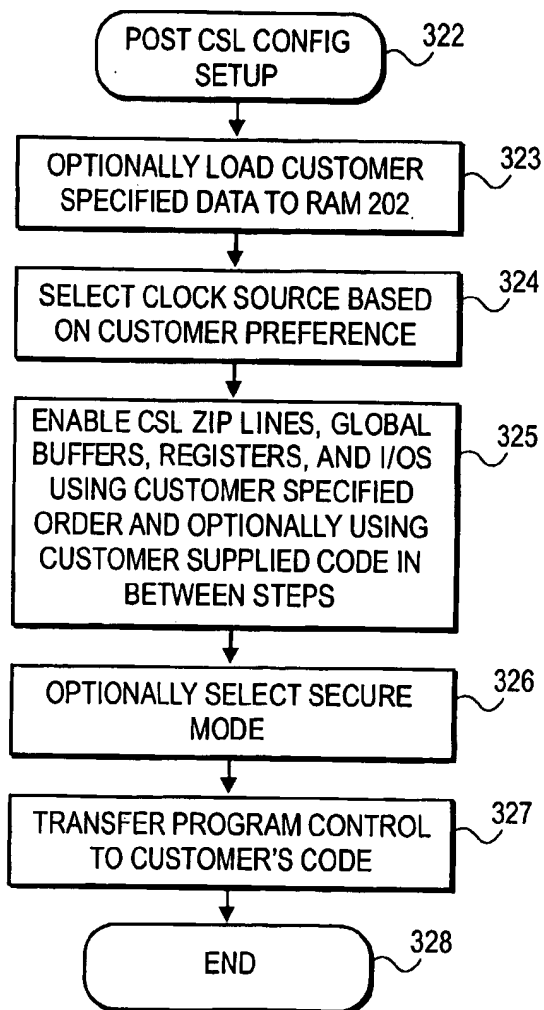 POST CSL CONFIG
SETUP
322
OPTIONALLY LOAD CUSTOMER
SPECIFIED DATA TO RAM 202
323
SELECT CLOCK SOURCE BASED
ON CUSTOMER PREFERENCE
324
ENABLE CSL ZIP LINES, GLOBAL
BUFFERS, REGISTERS, AND I/OS
USING CUSTOMER SPECIFIED
ORDER AND OPTIONALLY USING
CUSTOMER SUPPLIED CODE IN
BETWEEN STEPS
325
OPTIONALLY SELECT SECURE
MODE
326
TRANSFER PROGRAM CONTROL
TO CUSTOMER'S CODE
327
END
328